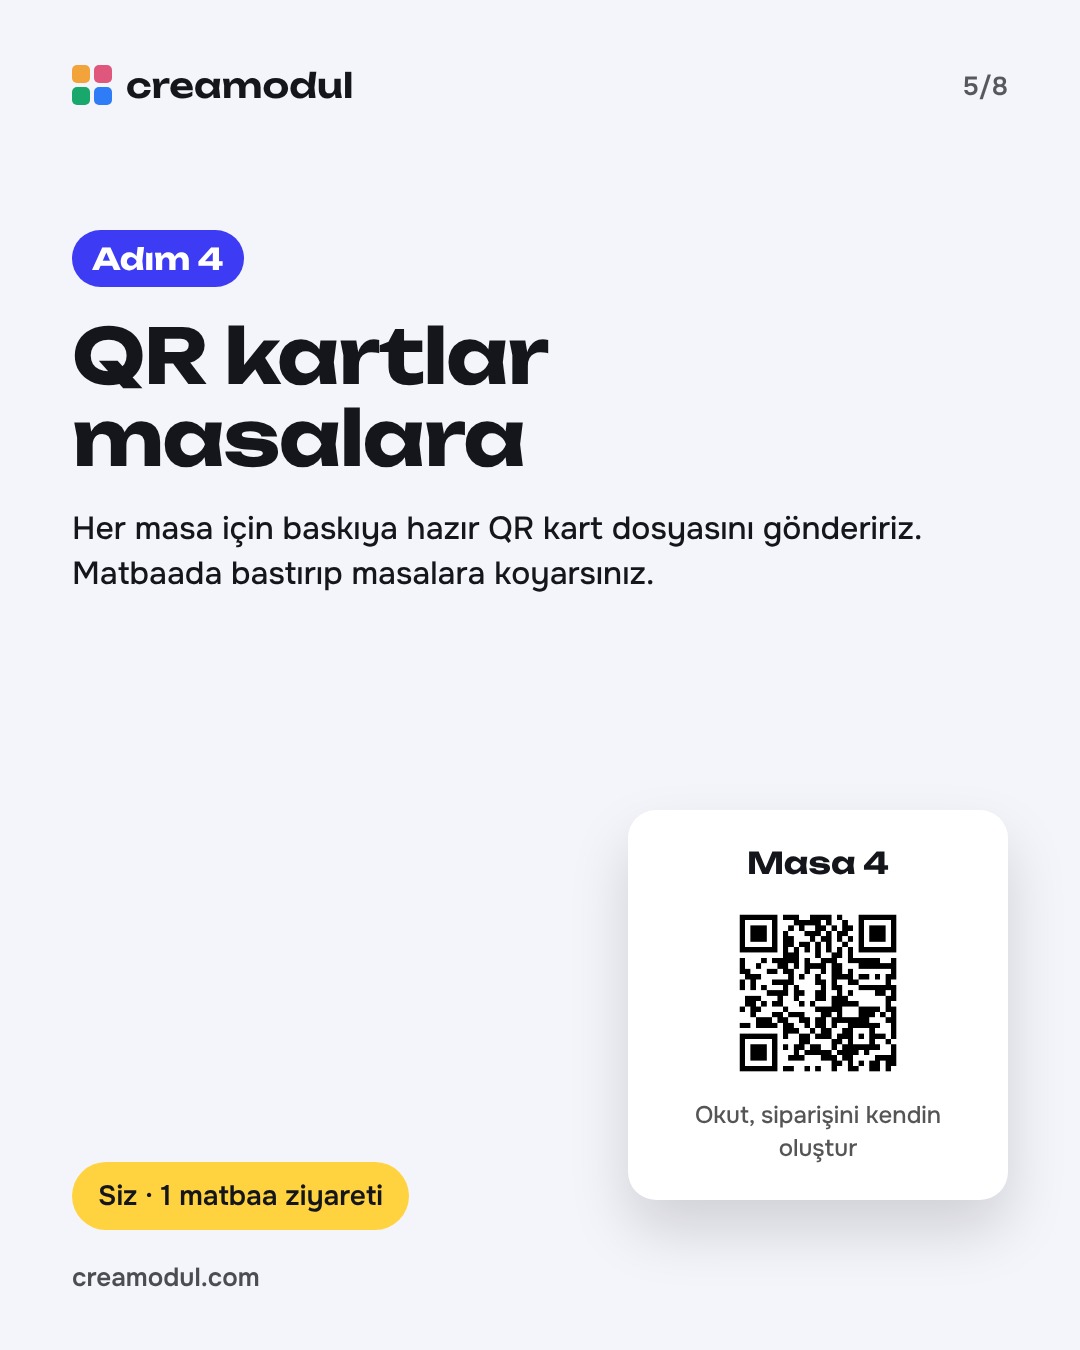 creamodul
5/8
Adım 4
QR kartlar
masalara
Her masa için baskıya hazır QR kart dosyasını göndeririz.
Matbaada bastırıp masalara koyarsınız.
Masa 4
Okut, siparişini kendin
oluştur
Siz · 1 matbaa ziyareti
creamodul.com